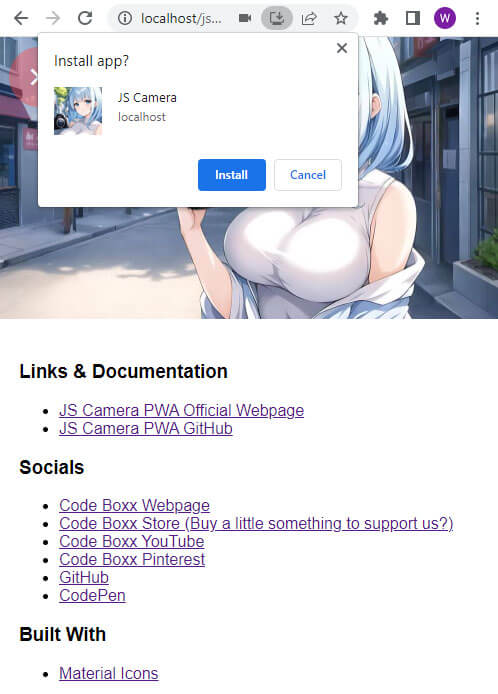 localhost/js...
W
Install app?
JS Camera
localhost
Install
Cancel
Links & Documentation
JS Camera PWA Official Webpage
JS Camera PWA GitHub
Socials
Code Boxx Webpage
Code Boxx Store (Buy a little something to support us?)
Code Boxx YouTube
Code Boxx Pinterest
GitHub
CodePen
Built With
Material Icons